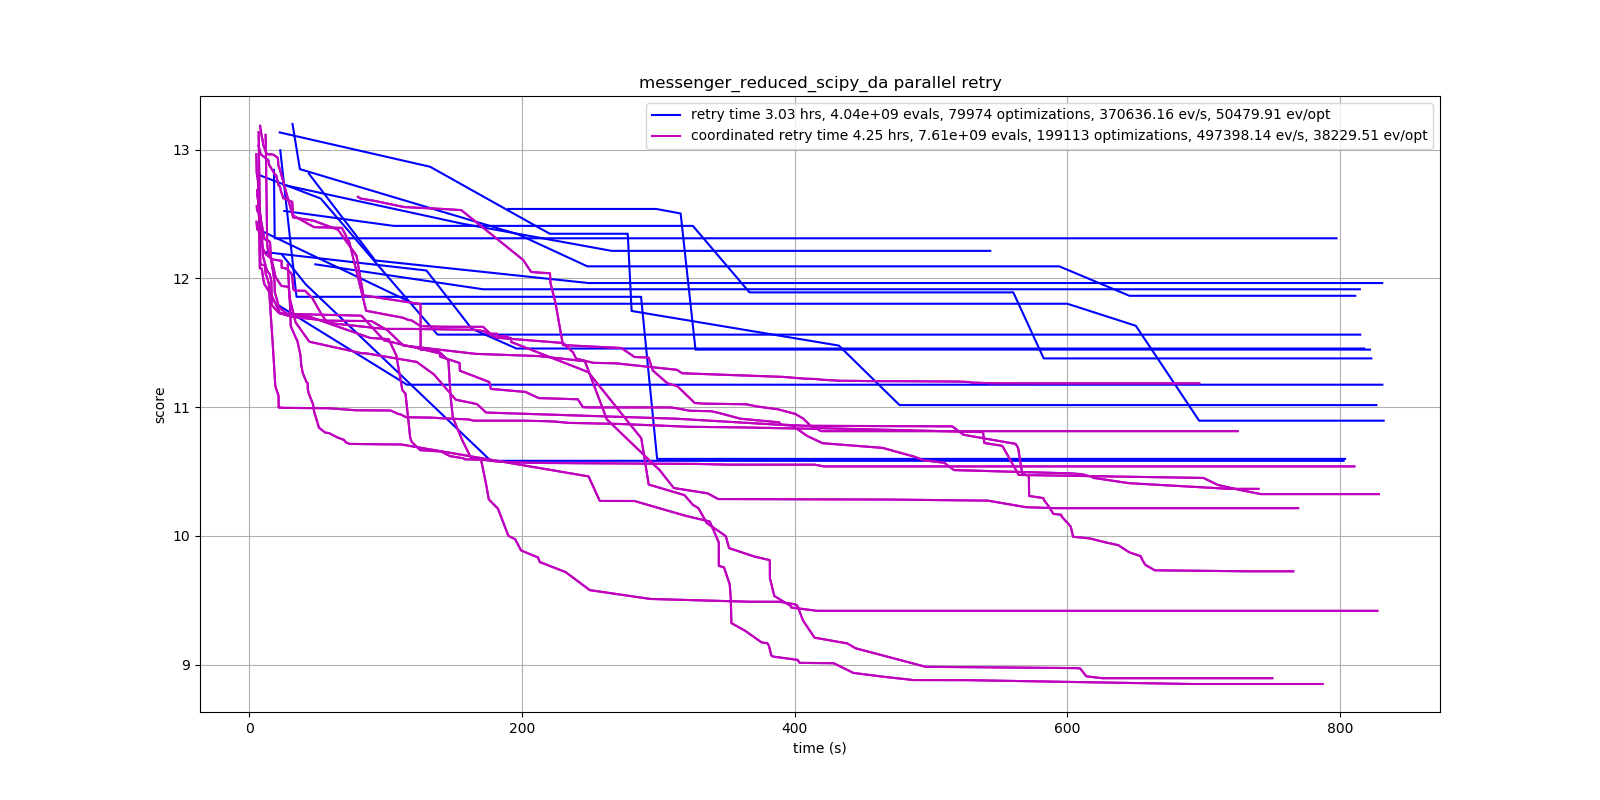 messenger_reduced_scipy_da parallel retry
retry time 3.03 hrs, 4.04e+09 evals, 79974 optimizations, 370636.16 ev/s, 50479.91 ev/opt
coordinated retry time 4.25 hrs, 7.61e+09 evals, 199113 optimizations, 497398.14 ev/s, 38229.51 ev/opt
13
12
11
10
9
score
0 200 400 600 800
time (s)